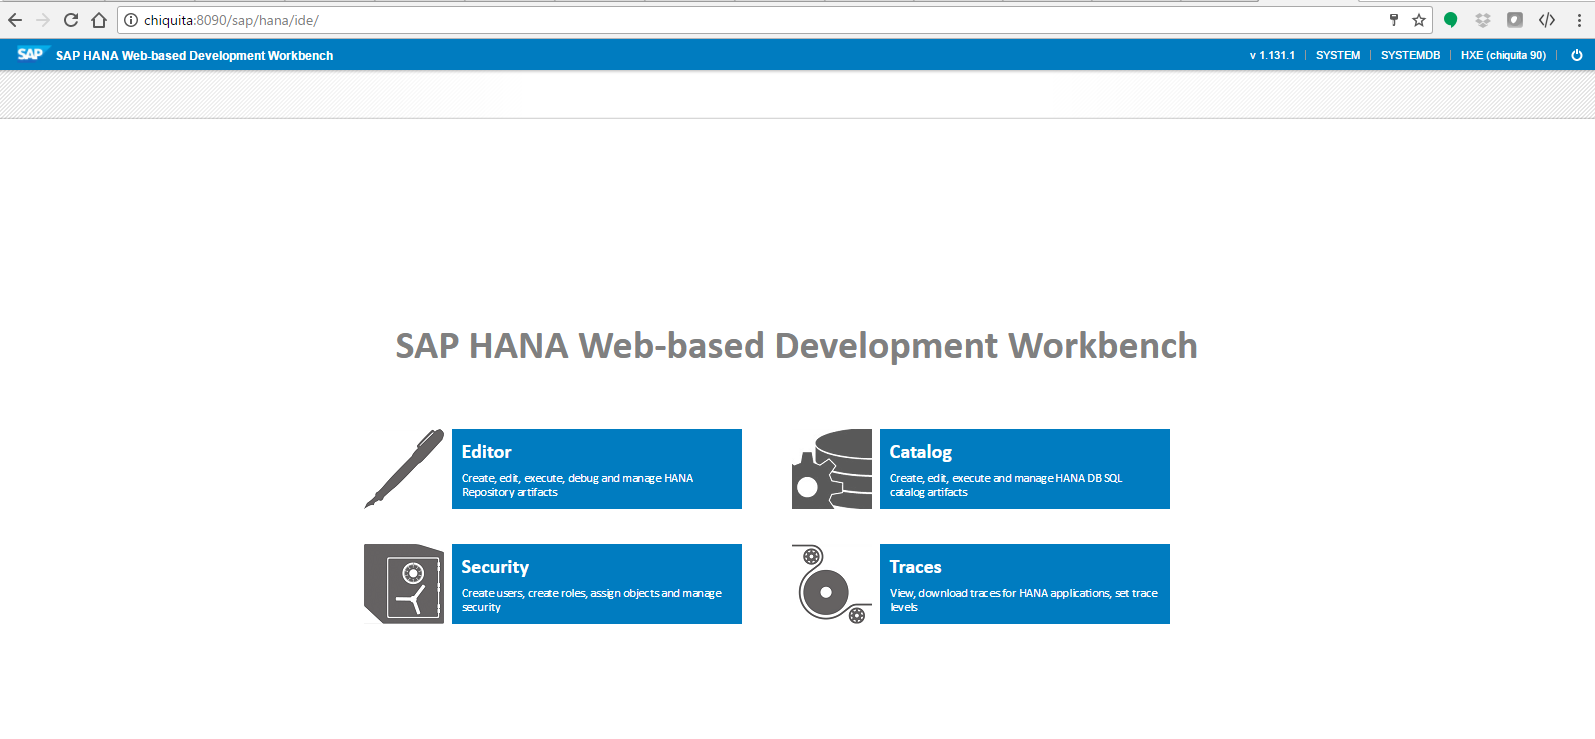 chiquita:8090/sap/hana/ide/
SAP SAP HANA Web-based Development Workbench
v 1.131.1 | SYSTEM | SYSTEMDB | HXE (chiquita 90) |
SAP HANA Web-based Development Workbench
Editor
Create, edit, execute, debug and manage HANA
Repository artifacts
Catalog
Create, edit, execute and manage HANA DB SQL
catalog artifacts
Security
Create users, create roles, assign objects and manage
security
Traces
View, download traces for HANA applications, set trace
levels